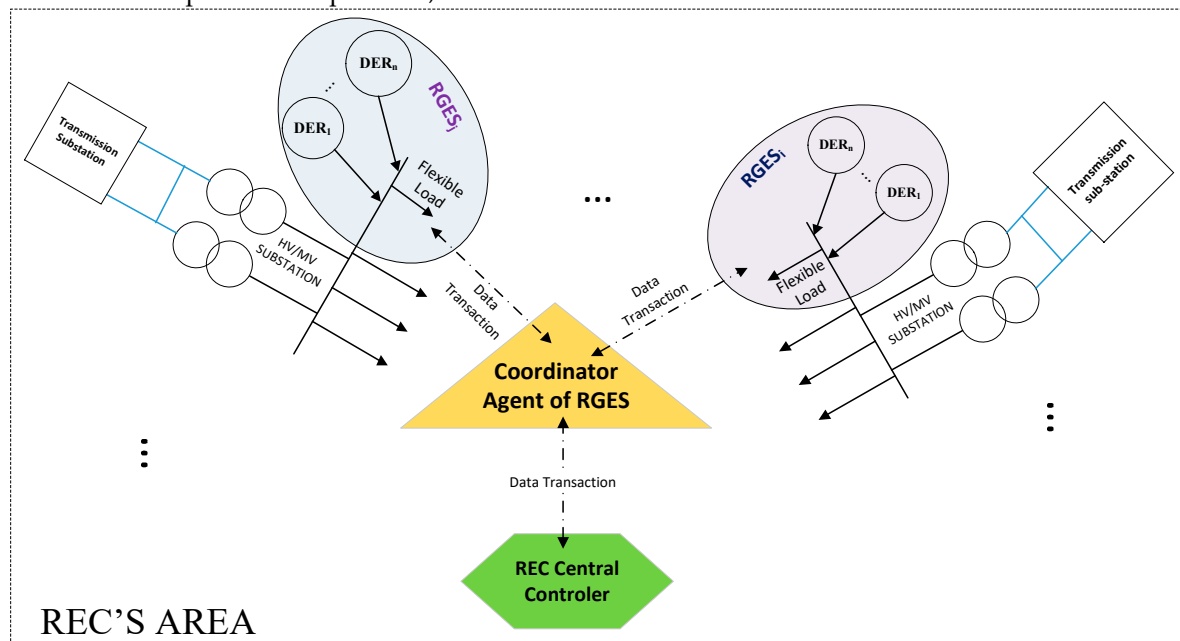 DERₙ
...
DER₁
RGESⱼ
Flexible
Load
Transmission
Substation
HV/MV
SUBSTATION
Data
Transaction
...
RGESᵢ
DERₙ
...
DER₁
Flexible
Load
Transmission
sub-station
HV/MV
SUBSTATION
Data
Transaction
Coordinator
Agent of RGES
...
...
Data Transaction
REC Central
Controler
REC’S AREA